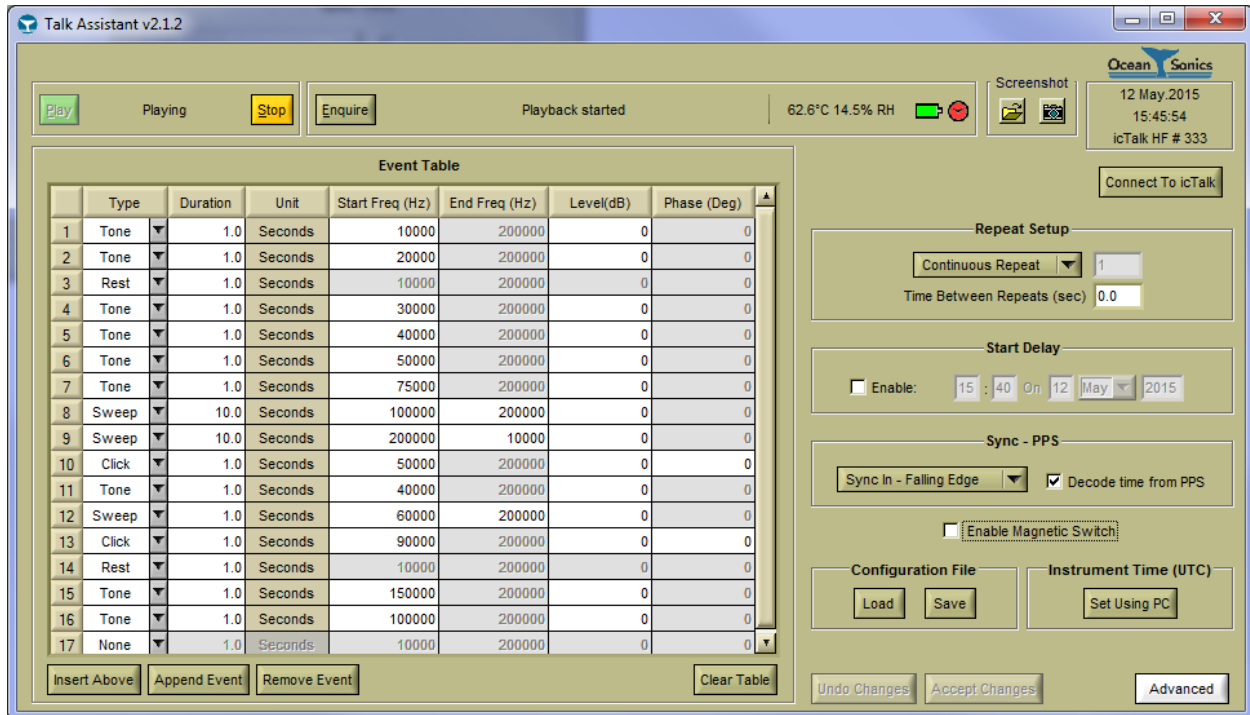 Talk Assistant v2.1.2
Ocean Sonics
Play Playing Stop Enquire Playback started 62.6°C 14.5% RH Screenshot
12 May.2015
15:45:54
icTalk HF # 333
Connect To icTalk
Event Table
Type Duration Unit Start Freq (Hz) End Freq (Hz) Level(dB) Phase (Deg)
1 Tone 1.0 Seconds 10000 200000 0 0
2 Tone 1.0 Seconds 20000 200000 0 0
3 Rest 1.0 Seconds 10000 200000 0 0
4 Tone 1.0 Seconds 30000 200000 0 0
5 Tone 1.0 Seconds 40000 200000 0 0
6 Tone 1.0 Seconds 50000 200000 0 0
7 Tone 1.0 Seconds 75000 200000 0 0
8 Sweep 10.0 Seconds 100000 200000 0 0
9 Sweep 10.0 Seconds 200000 10000 0 0
10 Click 1.0 Seconds 50000 200000 0 0
11 Tone 1.0 Seconds 40000 200000 0 0
12 Sweep 1.0 Seconds 60000 200000 0 0
13 Click 1.0 Seconds 90000 200000 0 0
14 Rest 1.0 Seconds 10000 200000 0 0
15 Tone 1.0 Seconds 150000 200000 0 0
16 Tone 1.0 Seconds 100000 200000 0 0
17 None 1.0 Seconds 10000 200000 0 0
Insert Above Append Event Remove Event Clear Table
Repeat Setup
Continuous Repeat 1
Time Between Repeats (sec) 0.0
Start Delay
Enable: 15 : 40 On 12 May 2015
Sync - PPS
Sync In - Falling Edge Decode time from PPS
Enable Magnetic Switch
Configuration File
Load Save
Instrument Time (UTC)
Set Using PC
Undo Changes Accept Changes Advanced